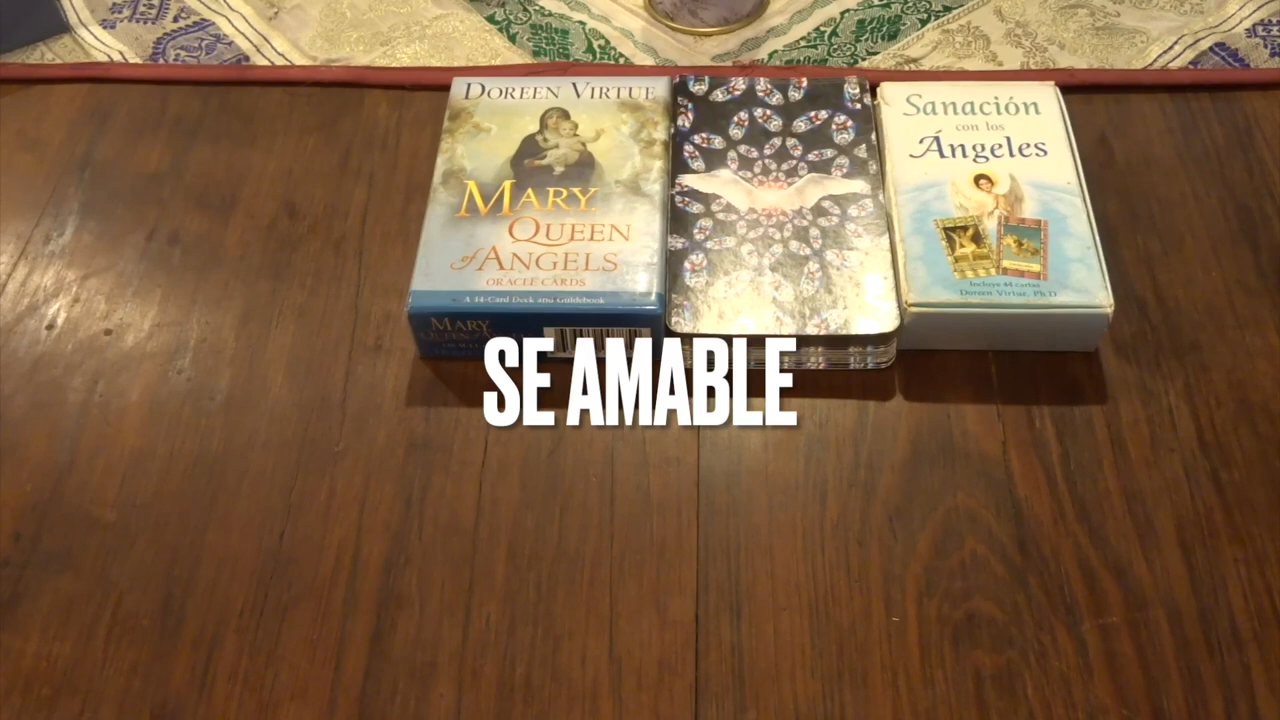 DOREEN VIRTUE
MARY,
QUEEN
of ANGELS
ORACLE CARDS
A 44-Card Deck and Guidebook
MARY,
Sanación
con los
Ángeles
Incluye 44 cartas
Doreen Virtue, Ph.D.
SE AMABLE